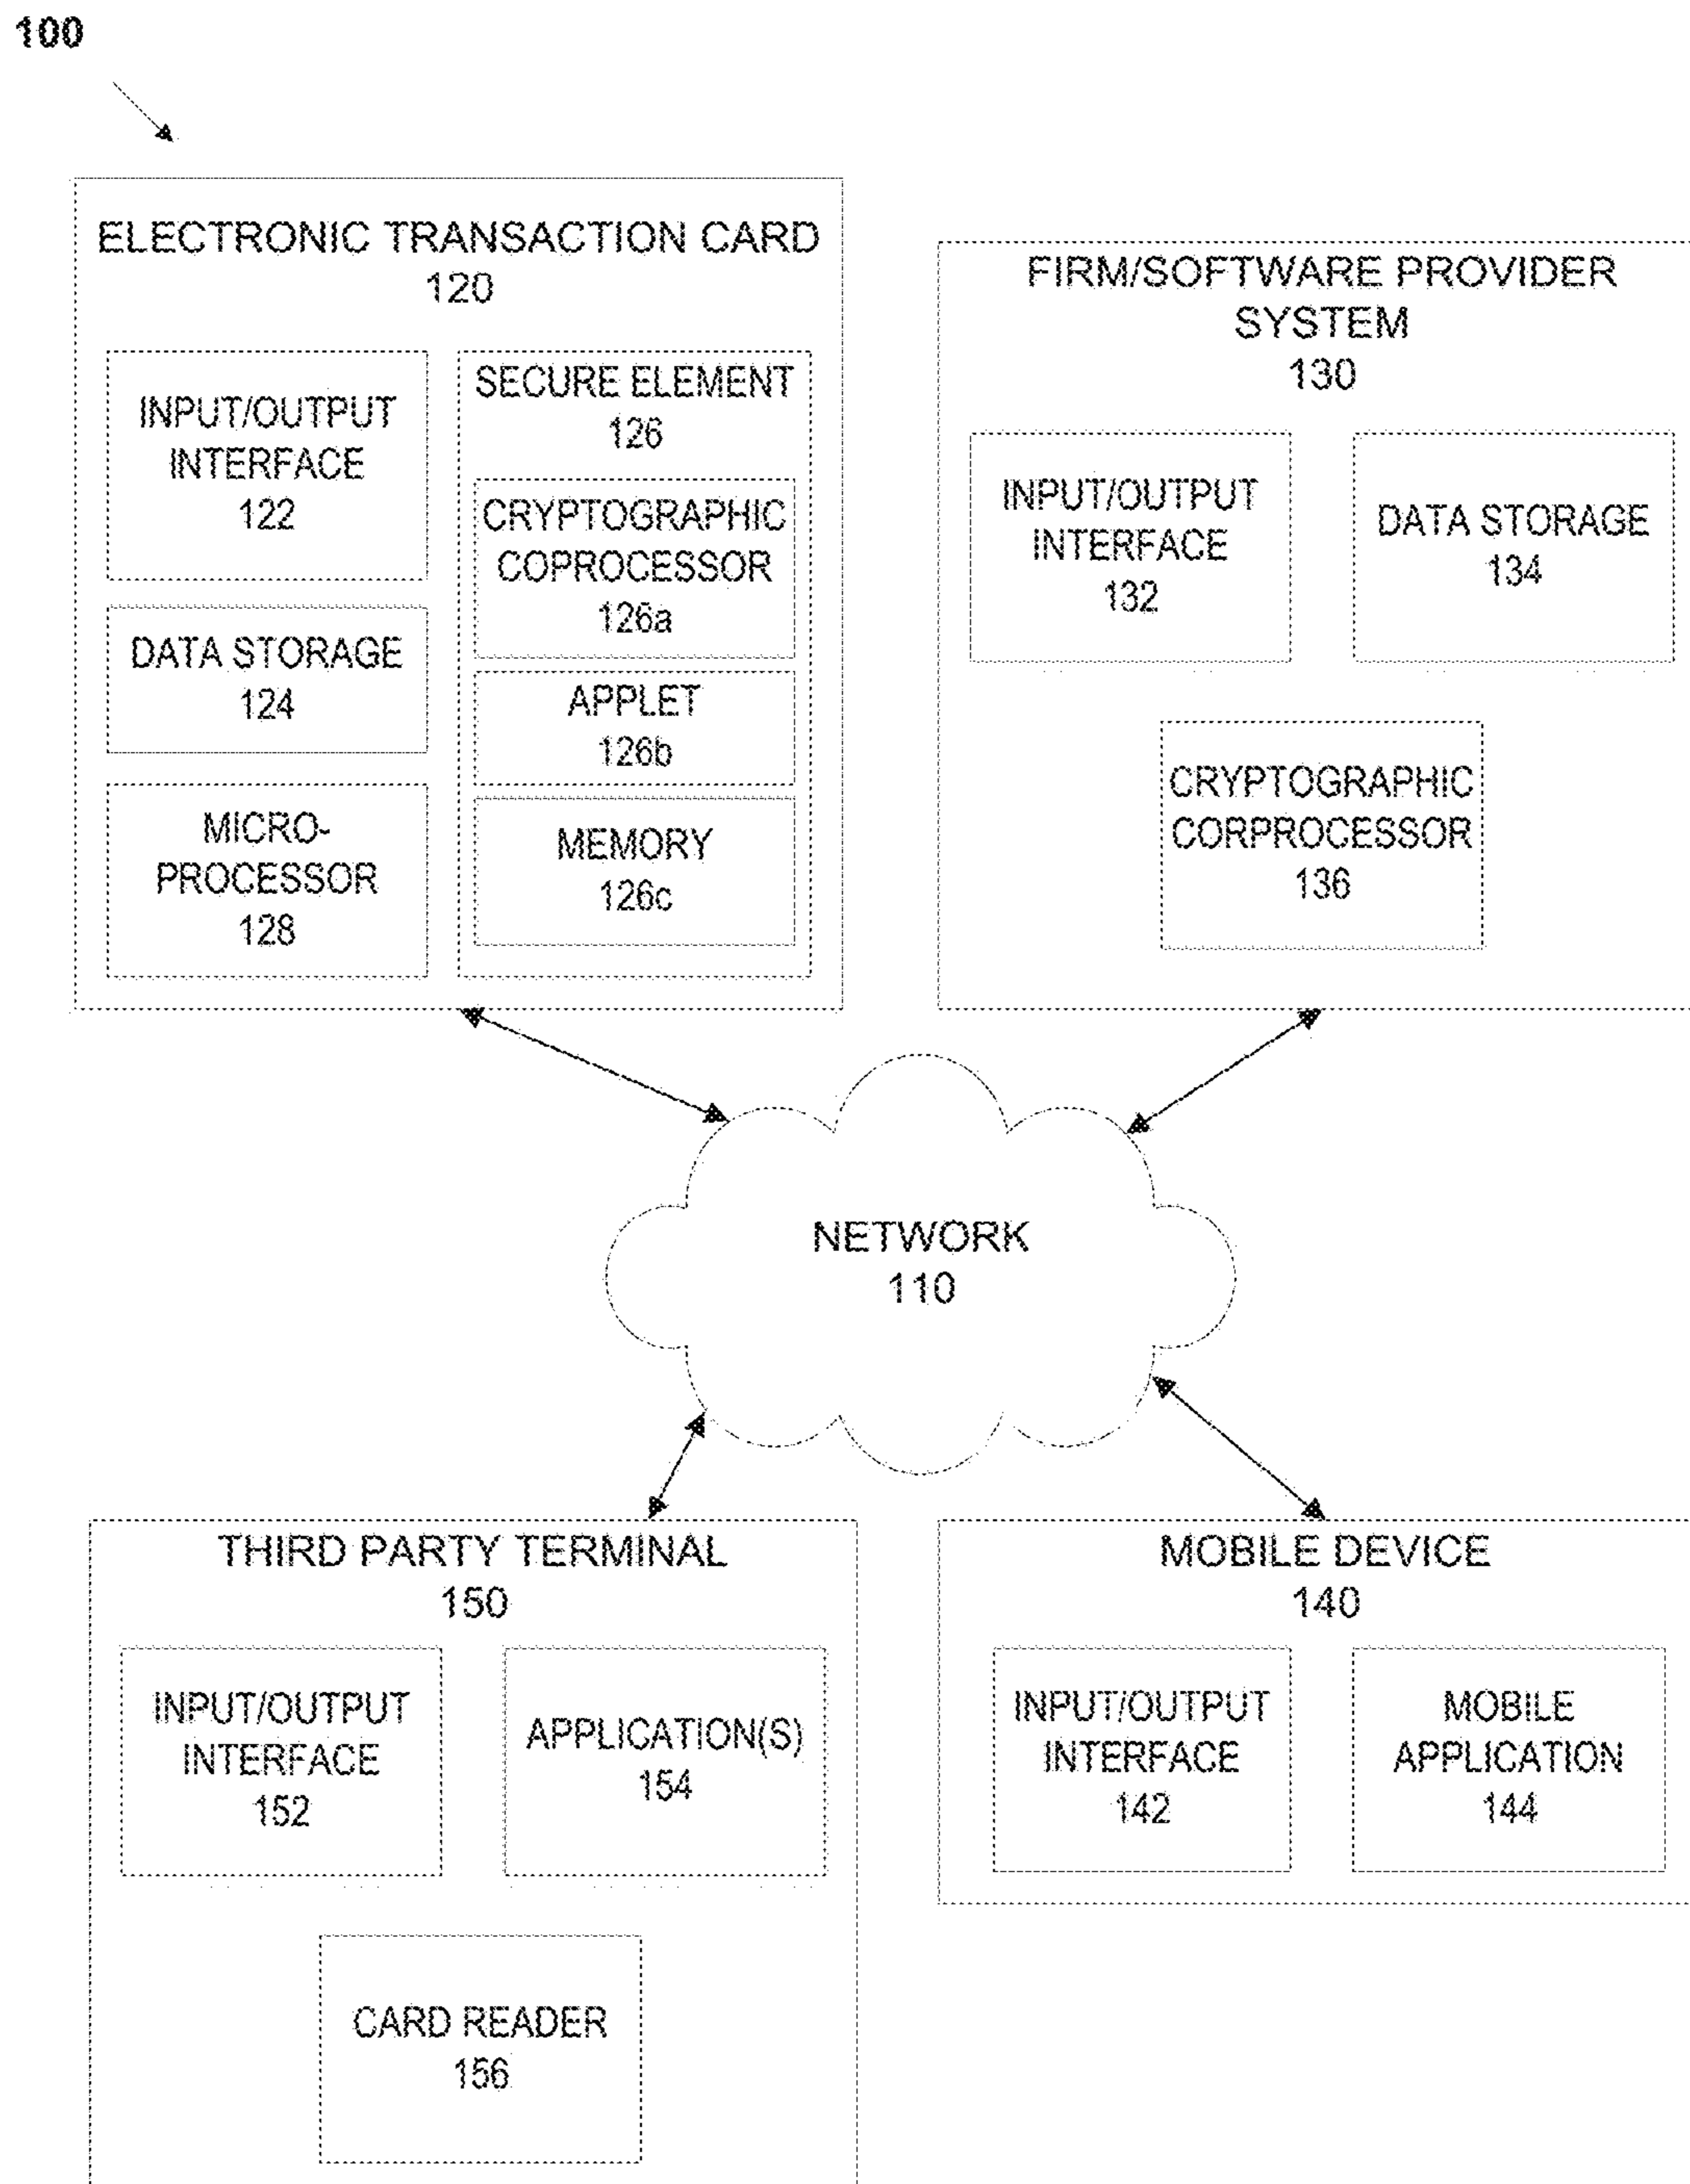 100
ELECTRONIC TRANSACTION CARD
120
INPUT/OUTPUT
INTERFACE
122
DATA STORAGE
124
MICRO-
PROCESSOR
128
SECURE ELEMENT
126
CRYPTOGRAPHIC
COPROCESSOR
126a
APPLET
126b
MEMORY
126c
FIRM/SOFTWARE PROVIDER
SYSTEM
130
INPUT/OUTPUT
INTERFACE
132
DATA STORAGE
134
CRYPTOGRAPHIC
CORPROCESSOR
136
NETWORK
110
THIRD PARTY TERMINAL
150
INPUT/OUTPUT
INTERFACE
152
APPLICATION(S)
154
CARD READER
156
MOBILE DEVICE
140
INPUT/OUTPUT
INTERFACE
142
MOBILE
APPLICATION
144